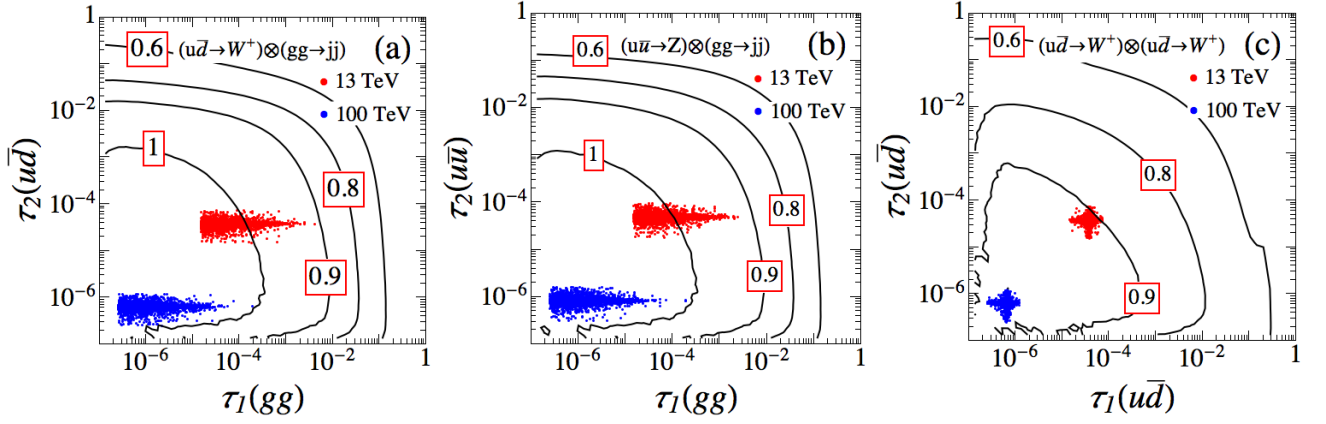 (ud̅→W⁺)⊗(gg→jj) (a)
13 TeV
100 TeV
0.6
1
0.8
0.9
1
10⁻²
10⁻⁴
10⁻⁶
τ₂(ud̅)
10⁻⁶ 10⁻⁴ 10⁻² 1
τ₁(gg)
(uu̅→Z)⊗(gg→jj) (b)
13 TeV
100 TeV
0.6
1
0.8
0.9
1
10⁻²
10⁻⁴
10⁻⁶
τ₂(uu̅)
10⁻⁶ 10⁻⁴ 10⁻² 1
τ₁(gg)
(ud̅→W⁺)⊗(ud̅→W⁺) (c)
13 TeV
100 TeV
0.6
0.8
0.9
1
10⁻²
10⁻⁴
10⁻⁶
τ₂(ud̅)
10⁻⁶ 10⁻⁴ 10⁻² 1
τ₁(ud̅)